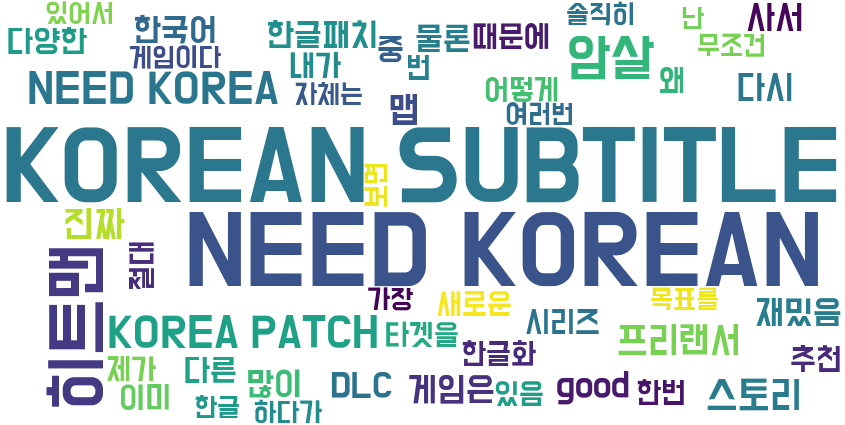 있어서 한국어 솔직히 난 사서
다양한 게임이다 한글패치 중 물론 때문에 암살 무조건
NEED KOREA 내가 번 어떻게 왜 다시
자체는 맵 여러번
KOREAN SUBTITLE
보면
진짜 NEED KOREAN
히트맨 절대
가장 새로운 목표를
KOREA PATCH 타겟을 시리즈 프리랜서 재밌음
제가 다른 한글화 추천
이미 많이 DLC 게임은 있음 good 한번 스토리
한글 하다가